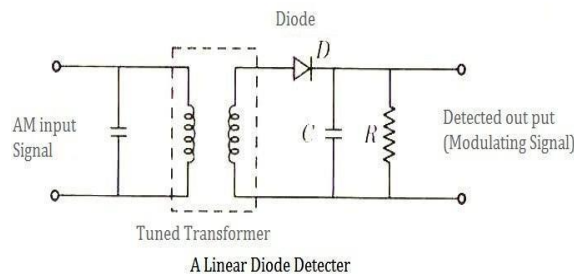 Diode
D
AM input
Signal
C
R
Detected out put
(Modulating Signal)
Tuned Transformer
A Linear Diode Detecter